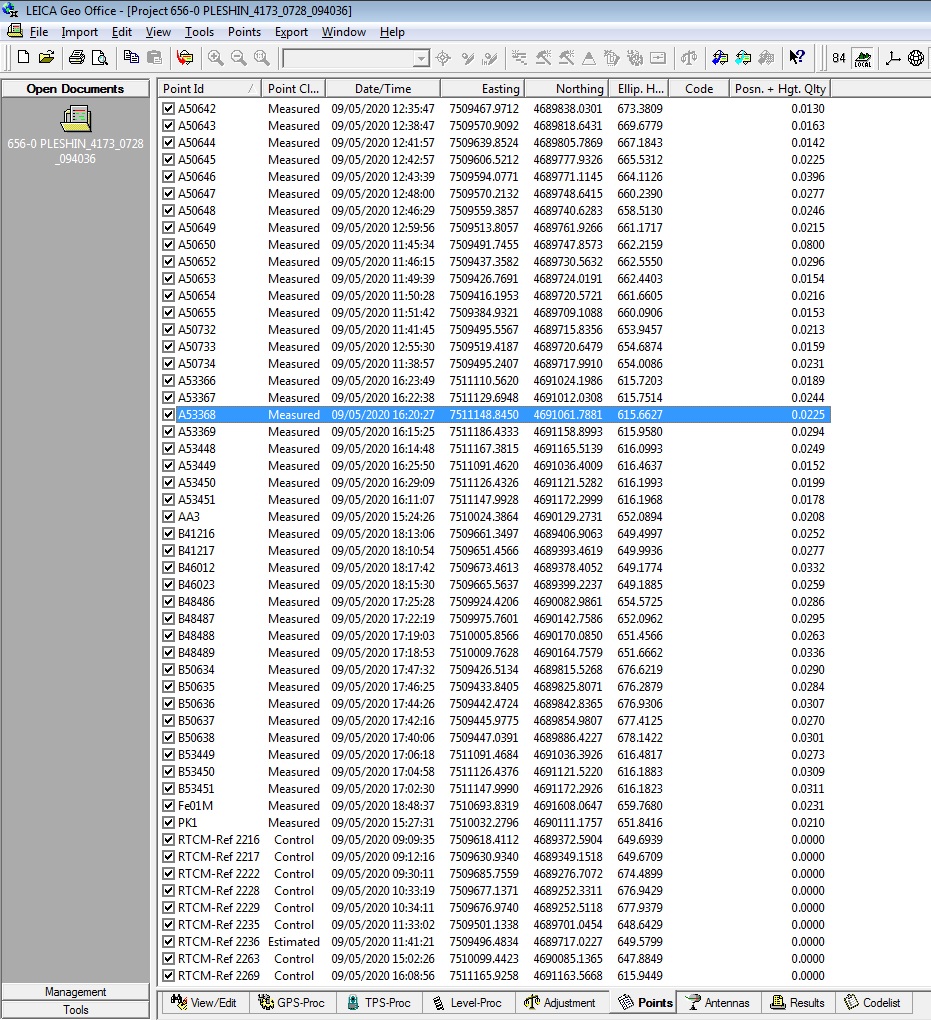 LEICA Geo Office - [Project 656-0 PLESHIN_4173_0728_094036]
File Import Edit View Tools Points Export Window Help
84 LOCAL
Open Documents
656-0 PLESHIN_4173_0728
_094036
Point Id / Point Cl... Date/Time Easting Northing Ellip. H... Code Posn. + Hgt. Qlty
A50642 Measured 09/05/2020 12:35:47 7509467.9712 4689838.0301 673.3809 0.0130
A50643 Measured 09/05/2020 12:38:47 7509570.9092 4689818.6431 669.6779 0.0163
A50644 Measured 09/05/2020 12:41:57 7509639.8524 4689805.7869 667.1843 0.0142
A50645 Measured 09/05/2020 12:42:57 7509606.5212 4689777.9326 665.5312 0.0225
A50646 Measured 09/05/2020 12:43:39 7509594.0771 4689771.1145 664.1126 0.0396
A50647 Measured 09/05/2020 12:48:00 7509570.2132 4689748.6415 660.2390 0.0277
A50648 Measured 09/05/2020 12:46:29 7509559.3857 4689740.6283 658.5130 0.0246
A50649 Measured 09/05/2020 12:59:56 7509513.8057 4689761.9266 661.1717 0.0215
A50650 Measured 09/05/2020 11:45:34 7509491.7455 4689747.8573 662.2159 0.0800
A50652 Measured 09/05/2020 11:46:15 7509437.3582 4689730.5632 662.5550 0.0296
A50653 Measured 09/05/2020 11:49:39 7509426.7691 4689724.0191 662.4403 0.0154
A50654 Measured 09/05/2020 11:50:28 7509416.1953 4689720.5721 661.6605 0.0216
A50655 Measured 09/05/2020 11:51:42 7509384.9321 4689709.1088 660.0906 0.0153
A50732 Measured 09/05/2020 11:41:45 7509495.5567 4689715.8356 653.9457 0.0213
A50733 Measured 09/05/2020 12:55:30 7509519.4187 4689720.6479 654.6874 0.0159
A50734 Measured 09/05/2020 11:38:57 7509495.2407 4689717.9910 654.0086 0.0231
A53366 Measured 09/05/2020 16:23:49 7511110.5620 4691024.1986 615.7203 0.0189
A53367 Measured 09/05/2020 16:22:38 7511129.6948 4691012.0308 615.7514 0.0244
A53368 Measured 09/05/2020 16:20:27 7511148.8450 4691061.7881 615.6627 0.0225
A53369 Measured 09/05/2020 16:15:25 7511186.4333 4691158.8993 615.9580 0.0294
A53448 Measured 09/05/2020 16:14:48 7511167.3815 4691165.5139 616.0993 0.0249
A53449 Measured 09/05/2020 16:25:50 7511091.4620 4691036.4009 616.4637 0.0152
A53450 Measured 09/05/2020 16:29:09 7511126.4326 4691121.5282 616.1993 0.0199
A53451 Measured 09/05/2020 16:11:07 7511147.9928 4691172.2999 616.1968 0.0178
AA3 Measured 09/05/2020 15:24:26 7510024.3864 4690129.2731 652.0894 0.0208
B41216 Measured 09/05/2020 18:13:06 7509661.3497 4689406.9063 649.4997 0.0252
B41217 Measured 09/05/2020 18:10:54 7509651.4566 4689393.4619 649.9936 0.0277
B46012 Measured 09/05/2020 18:17:42 7509673.4613 4689378.4052 649.1774 0.0332
B46023 Measured 09/05/2020 18:15:30 7509665.5637 4689399.2237 649.1885 0.0259
B48486 Measured 09/05/2020 17:25:28 7509924.4206 4690082.9861 654.5725 0.0286
B48487 Measured 09/05/2020 17:22:19 7509975.7601 4690142.7586 652.0962 0.0295
B48488 Measured 09/05/2020 17:19:03 7510005.8566 4690170.0850 651.4566 0.0263
B48489 Measured 09/05/2020 17:18:53 7510009.7628 4690164.7579 651.6662 0.0336
B50634 Measured 09/05/2020 17:47:32 7509426.5134 4689815.5268 676.6219 0.0290
B50635 Measured 09/05/2020 17:46:25 7509433.8405 4689825.8071 676.2879 0.0284
B50636 Measured 09/05/2020 17:44:26 7509442.4724 4689842.8365 676.9306 0.0307
B50637 Measured 09/05/2020 17:42:16 7509445.9775 4689854.9807 677.4125 0.0270
B50638 Measured 09/05/2020 17:40:06 7509447.0391 4689886.4227 678.1422 0.0301
B53449 Measured 09/05/2020 17:06:18 7511091.4684 4691036.3926 616.4817 0.0273
B53450 Measured 09/05/2020 17:04:58 7511126.4376 4691121.5220 616.1883 0.0309
B53451 Measured 09/05/2020 17:02:30 7511147.9990 4691172.2926 616.1823 0.0311
Fe01M Measured 09/05/2020 18:48:37 7510693.8319 4691608.0647 659.7680 0.0231
PK1 Measured 09/05/2020 15:27:31 7510032.2796 4690111.1757 651.8416 0.0210
RTCM-Ref 2216 Control 09/05/2020 09:09:35 7509618.4112 4689372.5904 649.6939 0.0000
RTCM-Ref 2217 Control 09/05/2020 09:12:16 7509630.9340 4689349.1518 649.6709 0.0000
RTCM-Ref 2222 Control 09/05/2020 09:30:11 7509685.7559 4689276.7072 674.4899 0.0000
RTCM-Ref 2228 Control 09/05/2020 10:33:19 7509677.1371 4689252.3311 676.9429 0.0000
RTCM-Ref 2229 Control 09/05/2020 10:34:11 7509676.9740 4689252.5118 677.9379 0.0000
RTCM-Ref 2235 Control 09/05/2020 11:33:02 7509501.1338 4689701.0454 648.6429 0.0000
RTCM-Ref 2236 Estimated 09/05/2020 11:41:21 7509496.4834 4689717.0227 649.5799 0.0000
RTCM-Ref 2263 Control 09/05/2020 15:02:26 7510099.4423 4690085.1365 647.8849 0.0000
RTCM-Ref 2269 Control 09/05/2020 16:08:56 7511165.9258 4691163.5668 615.9449 0.0000
Management
Tools
View/Edit GPS-Proc TPS-Proc Level-Proc Adjustment Points Antennas Results Codelist